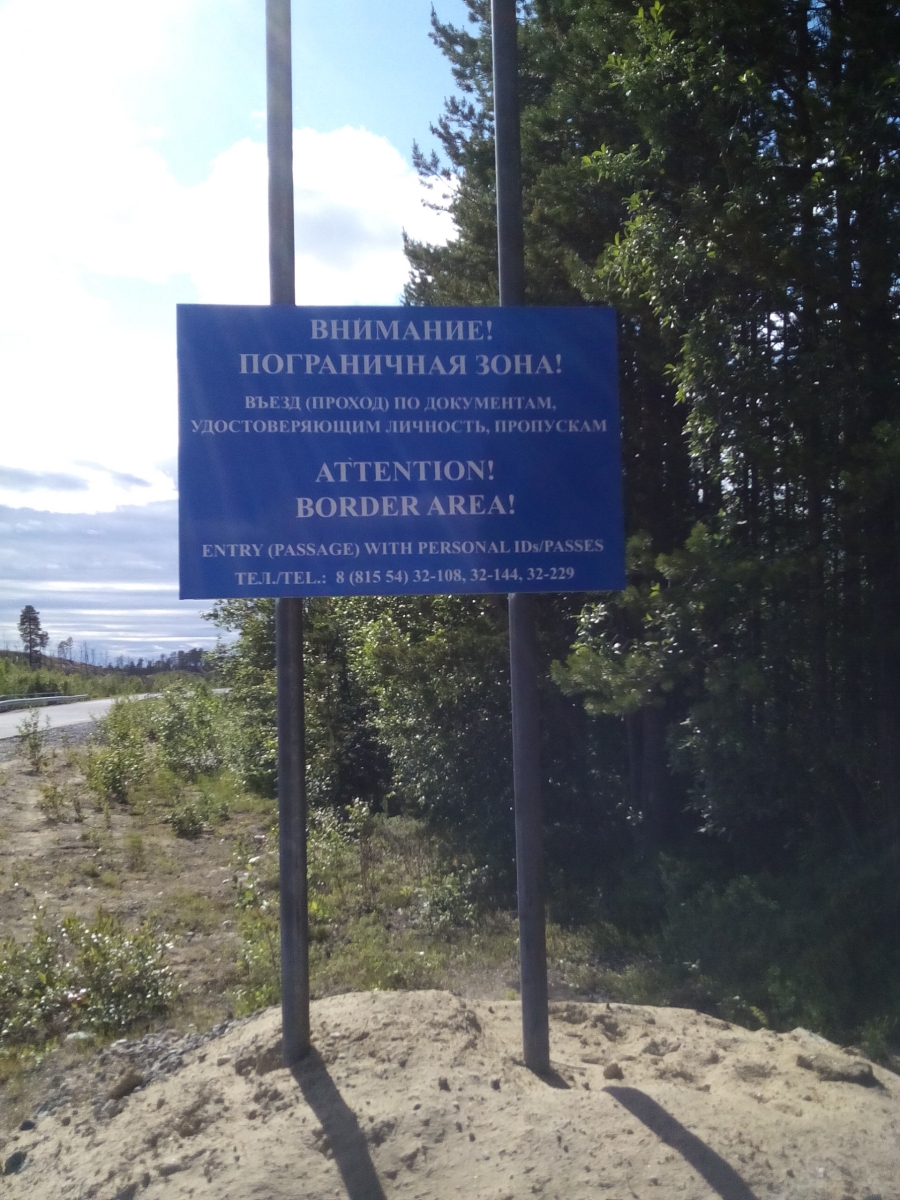 ВНИМАНИЕ!
ПОГРАНИЧНАЯ ЗОНА!
ВЪЕЗД (ПРОХОД) ПО ДОКУМЕНТАМ,
УДОСТОВЕРЯЮЩИМ ЛИЧНОСТЬ, ПРОПУСКАМ
ATTENTION!
BORDER AREA!
ENTRY (PASSAGE) WITH PERSONAL IDs/PASSES
ТЕЛ./TEL.: 8 (815 54) 32-108, 32-144, 32-229